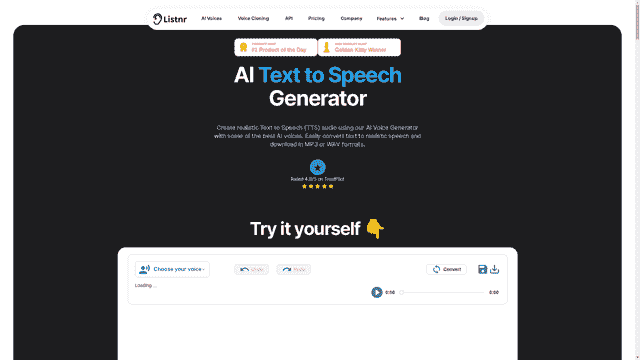 Listnr
AI Voices
Voice Cloning
API
Pricing
Company
Features
Blog
Login / Signup
#1 Product of the Day
Golden Kitty Winner
AI Text to Speech
Generator
Create realistic Text to Speech (TTS) audio using our AI Voice Generator
with some of the best AI voices. Easily convert text to realistic speech and
download in MP3 or WAV formats.
Rated 4.8/5 on TrustPilot
Try it yourself 👇
Choose your voice
Undo
Redo
Convert
Loading ...
0:00
0:00